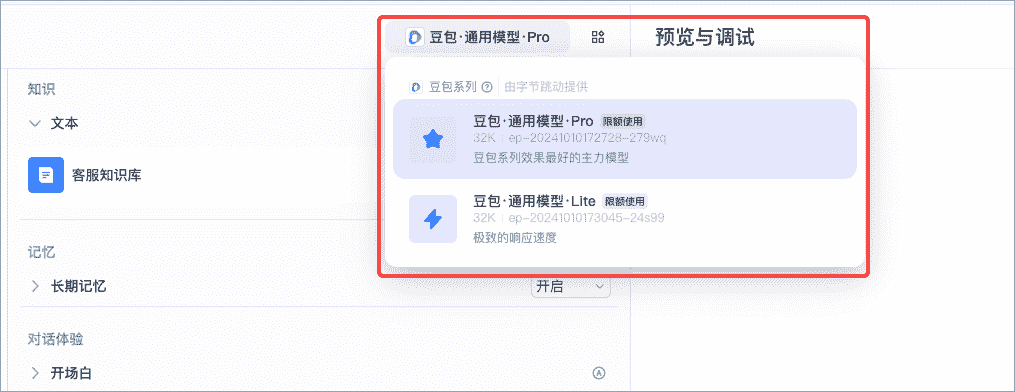 豆包·通用模型·Pro
预览与调试
知识
豆包系列
由字节跳动提供
文本
豆包·通用模型·Pro 限额使用
32K ep-20241010172728-279wq
豆包系列效果最好的主力模型
客服知识库
豆包·通用模型·Lite 限额使用
32K ep-20241010173045-24s99
极致的响应速度
记忆
长期记忆
开启
对话体验
开场白
A